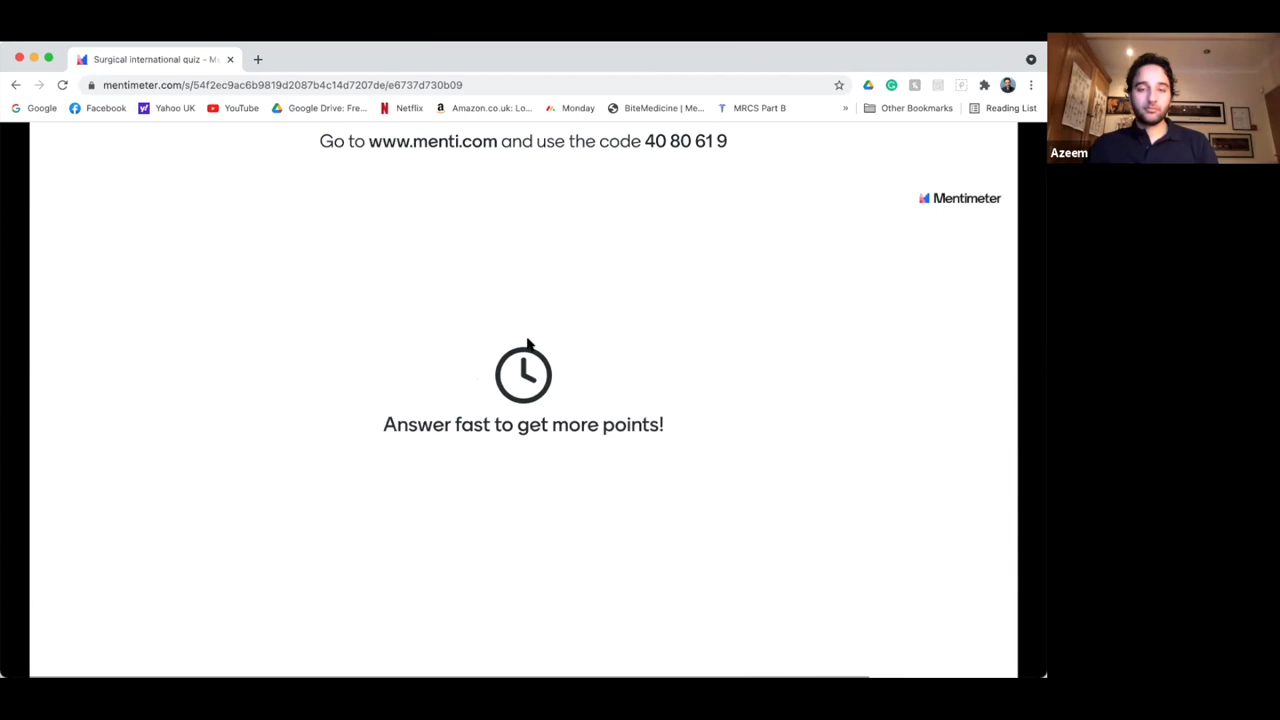 Surgical international quiz - M
mentimeter.com/s/54f2ec9ac6b9819d2087b4c14d7207de/e6737d730b09
Google Facebook Yahoo UK YouTube Google Drive: Fre... Netflix Amazon.co.uk: Lo... Monday BiteMedicine | Me... MRCS Part B » Other Bookmarks Reading List
Go to www.menti.com and use the code 40 80 61 9
Azeem
Mentimeter
Answer fast to get more points!